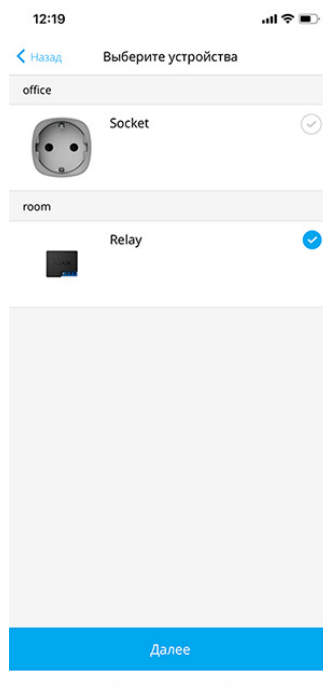 12:19
Назад Выберите устройства
office
Socket
room
Relay
Далее